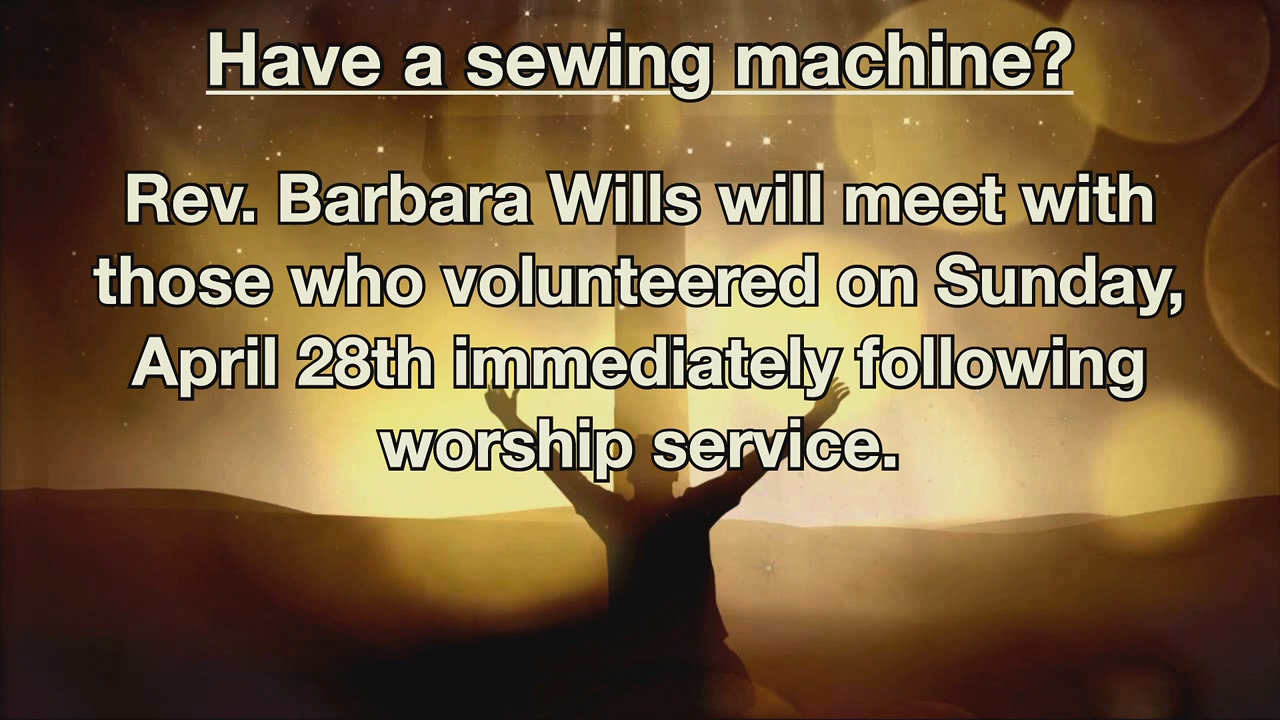 Have a sewing machine?
Rev. Barbara Wills will meet with
those who volunteered on Sunday,
April 28th immediately following
worship service.